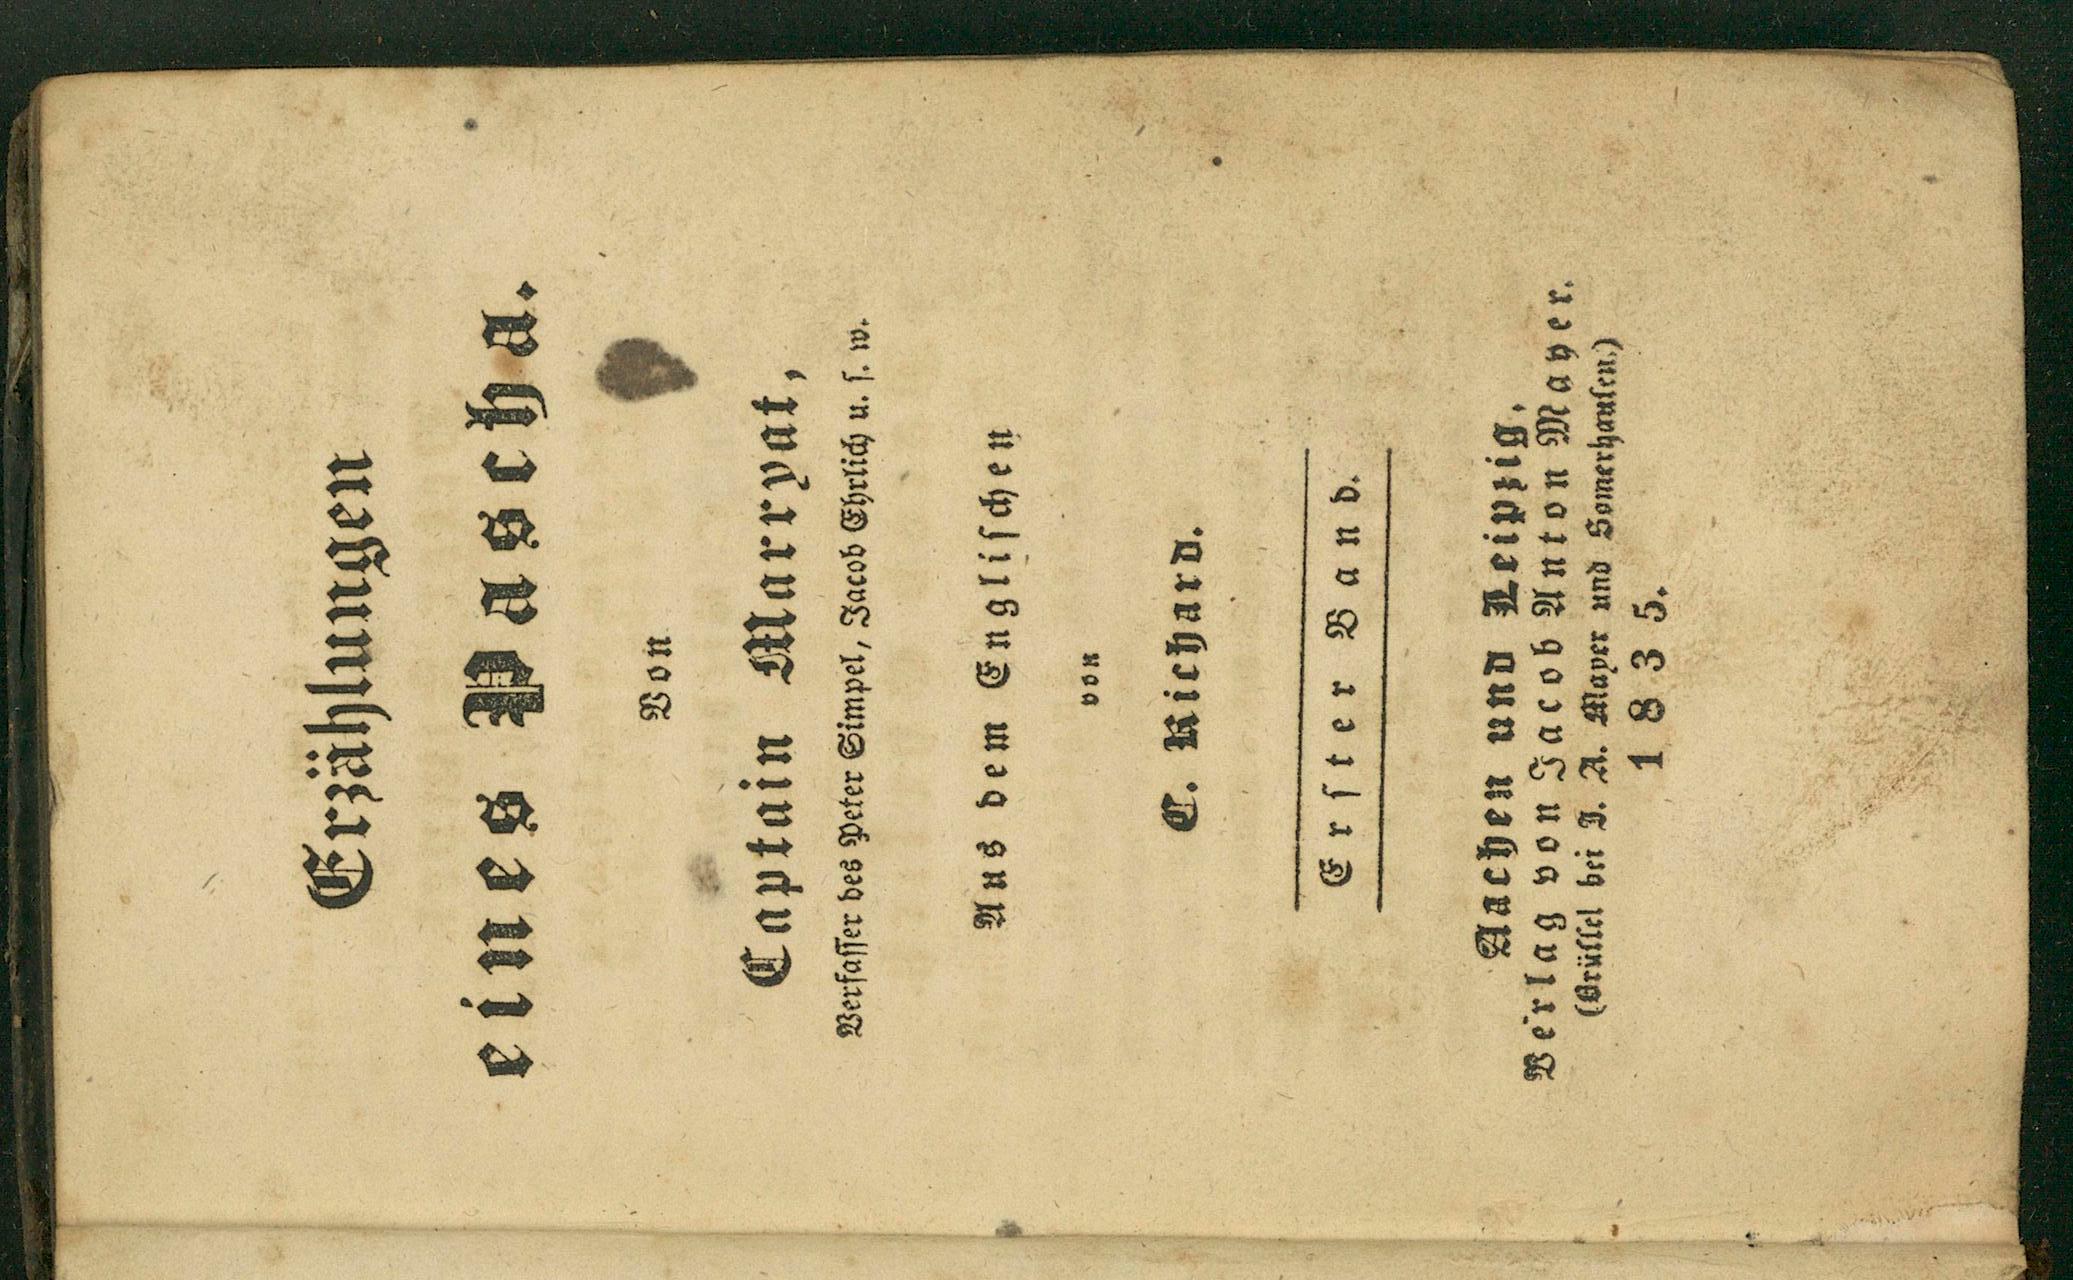 Erzählungen
eines Pascha.
Von
Captain Marryat,
Verfaſſer des Peter Simpel, Jacob Ehrlich u. ſ. w.
Aus dem Engliſchen
von
C. Richard.
Erſter Band.
Aachen und Leipzig,
Verlag von Jacob Anton Mayer.
(Brüſſel bei J. A. Mayer und Somerhauſen.)
1835.